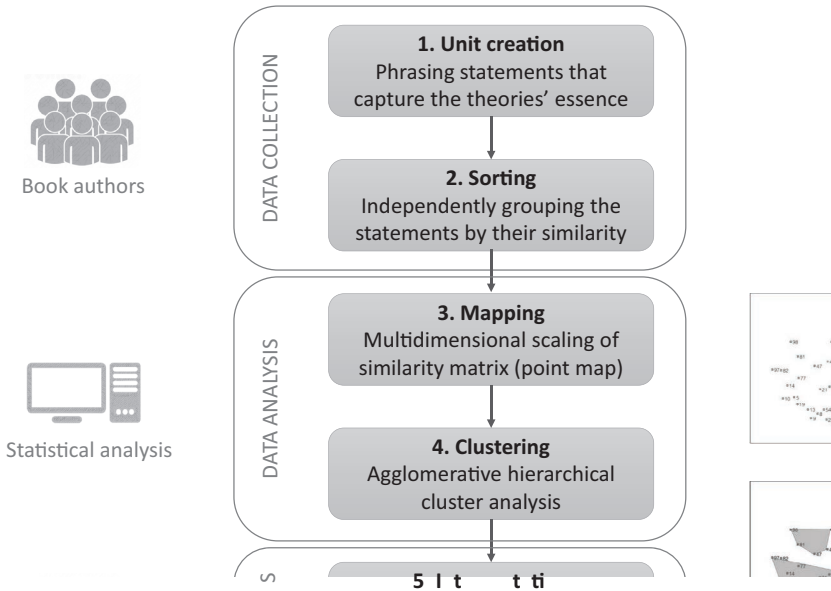 DATA COLLECTION
1. Unit creation
Phrasing statements that
capture the theories’ essence
Book authors
2. Sorting
Independently grouping the
statements by their similarity
DATA ANALYSIS
3. Mapping
Multidimensional scaling of
similarity matrix (point map)
Statistical analysis
4. Clustering
Agglomerative hierarchical
cluster analysis